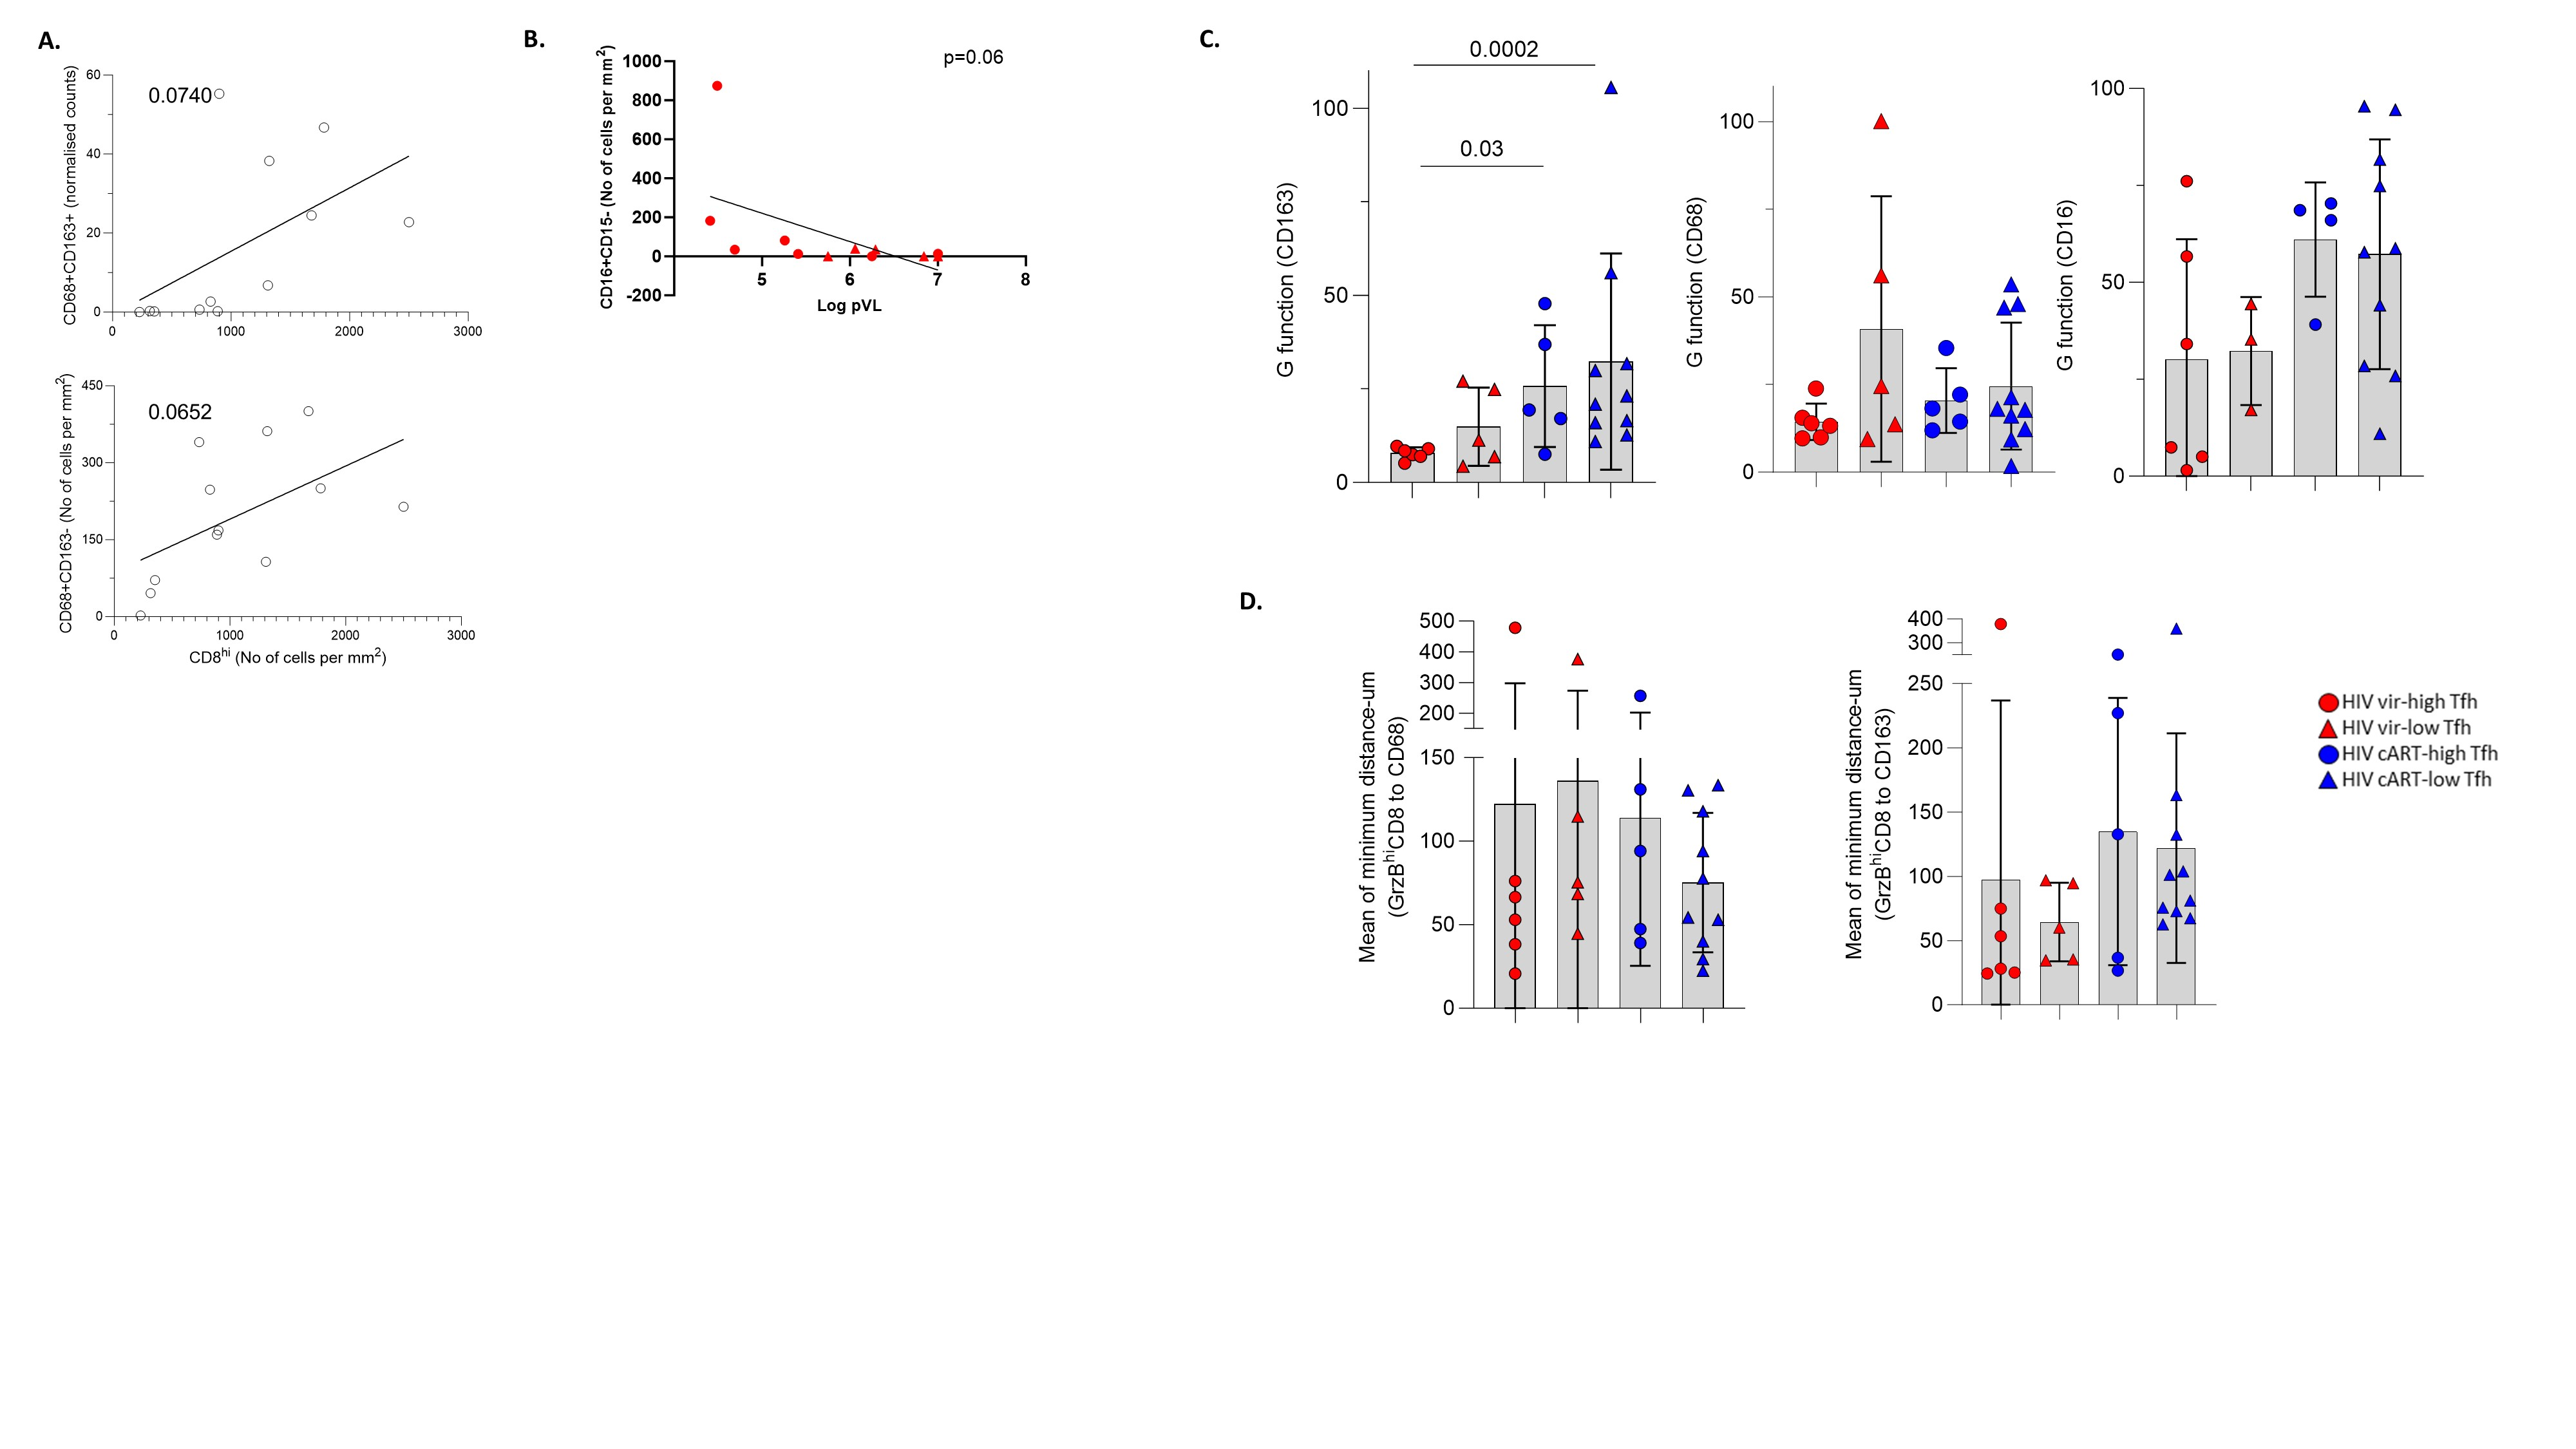 A.
CD68+CD163+ (normalised counts)
60
40
20
0
0.0740
0 1000 2000 3000
CD68+CD163- (No of cells per mm2)
450
300
150
0
0.0652
0 1000 2000 3000
CD8hi (No of cells per mm2)
B.
CD16+CD15- (No of cells per mm2)
1000
800
600
400
200
0
-200
p=0.06
5 6 7 8
Log pVL
C.
G function (CD163)
100
50
0
0.0002
0.03
G function (CD68)
100
50
0
G function (CD16)
100
50
0
D.
Mean of minimum distance-um
(GrzBhiCD8 to CD68)
500
400
300
200
150
100
50
0
Mean of minimum distance-um
(GrzBhiCD8 to CD163)
400
300
250
200
150
100
50
0
HIV vir-high Tfh
HIV vir-low Tfh
HIV cART-high Tfh
HIV cART-low Tfh